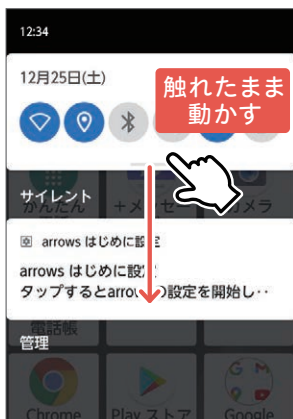 12:34
12月25日(土)
触れたまま
動かす
サイレント
かんたん
+メッセー
カメラ
arrows はじめに設定
arrows はじめに設定
タップするとarrowsの設定を開始し‥
電話帳
管理
Chrome
Play ストア
Google